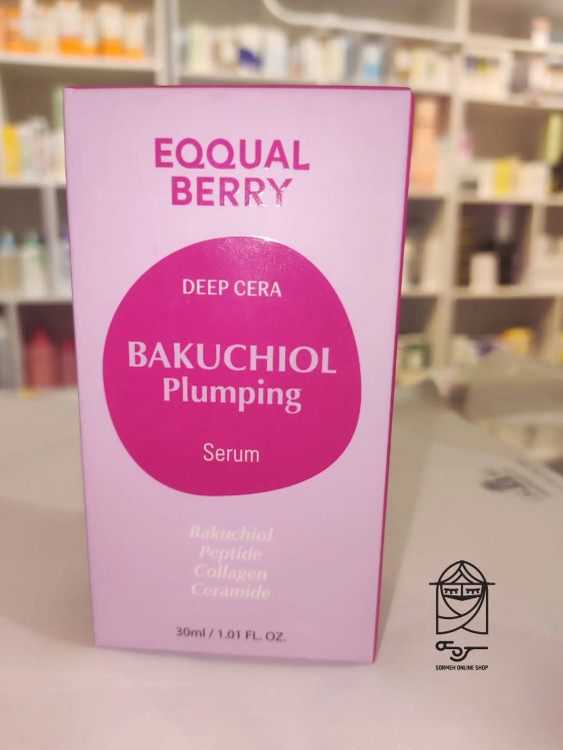 EQQUAL
BERRY
DEEP CERA
BAKUCHIOL
Plumping
Serum
Bakuchiol
Peptide
Collagen
Ceramide
30ml / 1.01 FL. OZ.
سرمه
SORMEH ONLINE SHOP